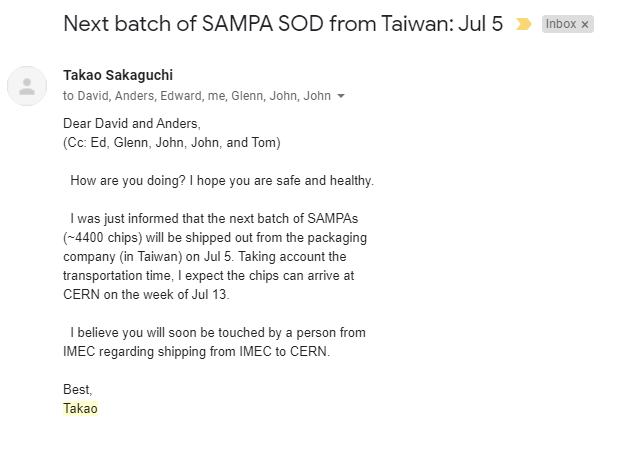 Next batch of SAMPA SOD from Taiwan: Jul 5 Inbox ×
Takao Sakaguchi
to David, Anders, Edward, me, Glenn, John, John
Dear David and Anders,
(Cc: Ed, Glenn, John, John, and Tom)
How are you doing? I hope you are safe and healthy.
I was just informed that the next batch of SAMPAs
(~4400 chips) will be shipped out from the packaging
company (in Taiwan) on Jul 5. Taking account the
transportation time, I expect the chips can arrive at
CERN on the week of Jul 13.
I believe you will soon be touched by a person from
IMEC regarding shipping from IMEC to CERN.
Best,
Takao